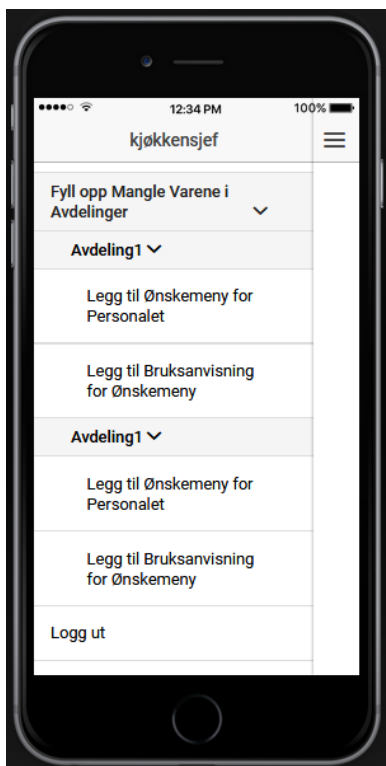 12:34 PM
100%
kjøkkensjef
Fyll opp Mangle Varene i
Avdelinger
Avdeling1
Legg til Ønskemeny for
Personalet
Legg til Bruksanvisning
for Ønskemeny
Avdeling1
Legg til Ønskemeny for
Personalet
Legg til Bruksanvisning
for Ønskemeny
Logg ut